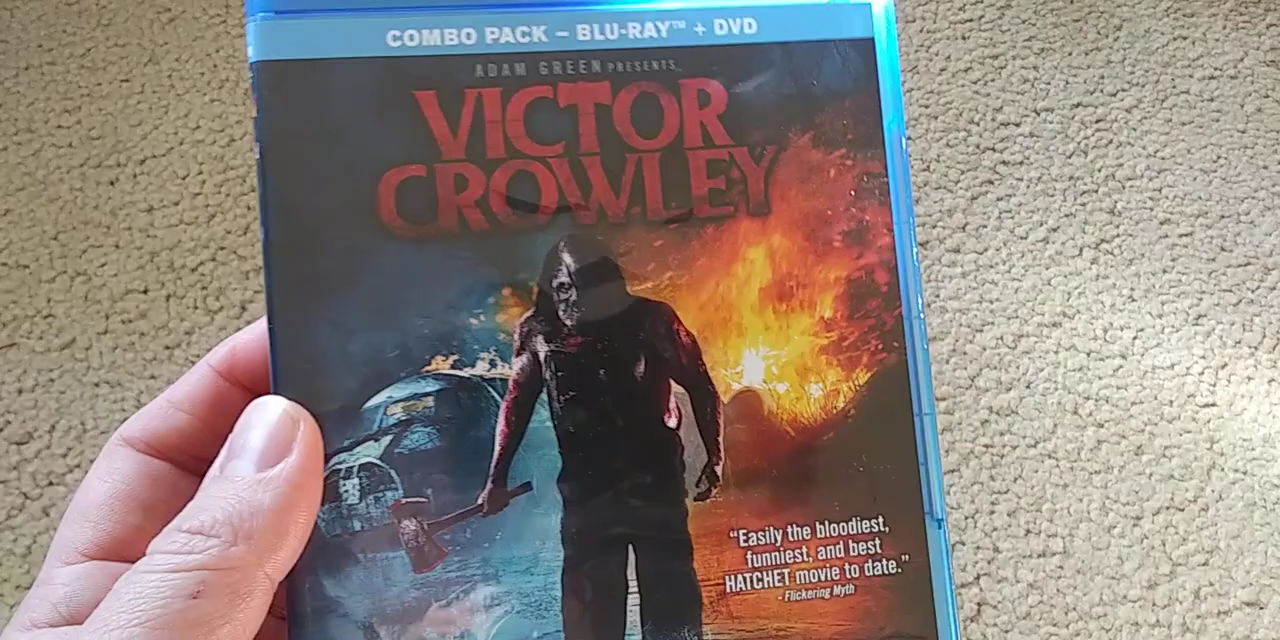 COMBO PACK – BLU-RAY™ + DVD
ADAM GREEN PRESENTS
VICTOR
CROWLEY
“Easily the bloodiest,
funniest, and best
HATCHET movie to date.”
- Flickering Myth